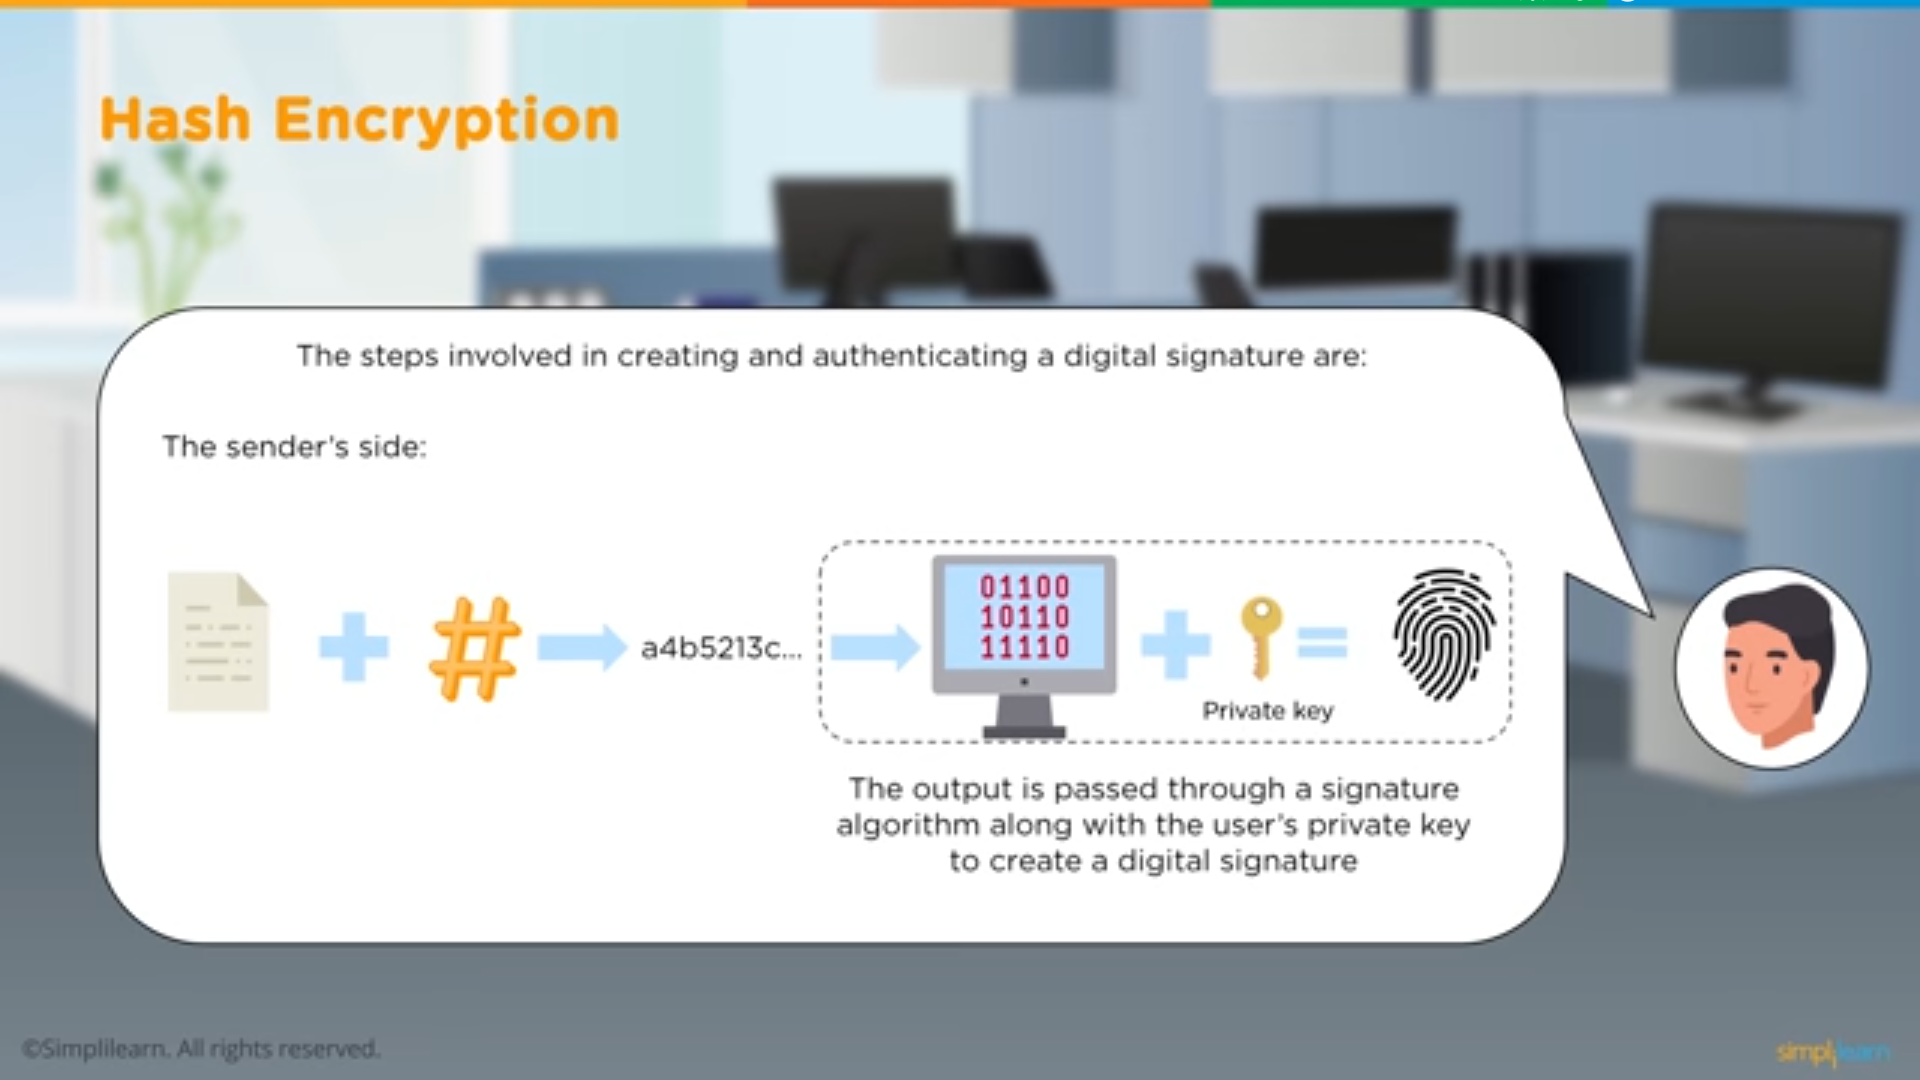 Hash Encryption
The steps involved in creating and authenticating a digital signature are:
The sender's side:
#
a4b5213c...
01100
10110
11110
Private key
The output is passed through a signature
algorithm along with the user's private key
to create a digital signature
©Simplilearn. All rights reserved.
simplilearn